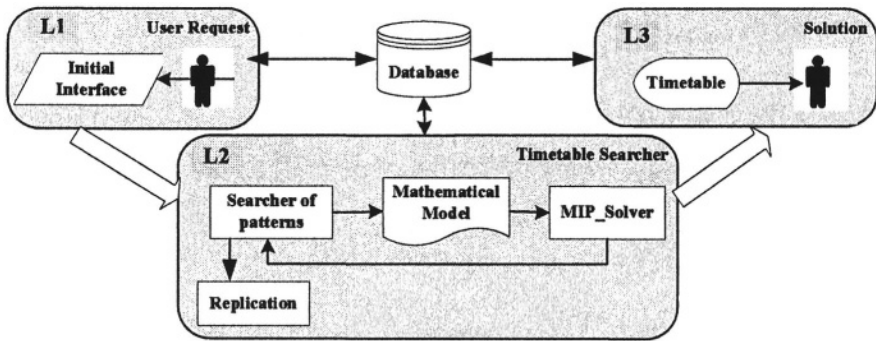 L1
User Request
Initial
Interface
Database
L3
Solution
Timetable
L2
Timetable Searcher
Searcher of
patterns
Mathematical
Model
MIP_Solver
Replication